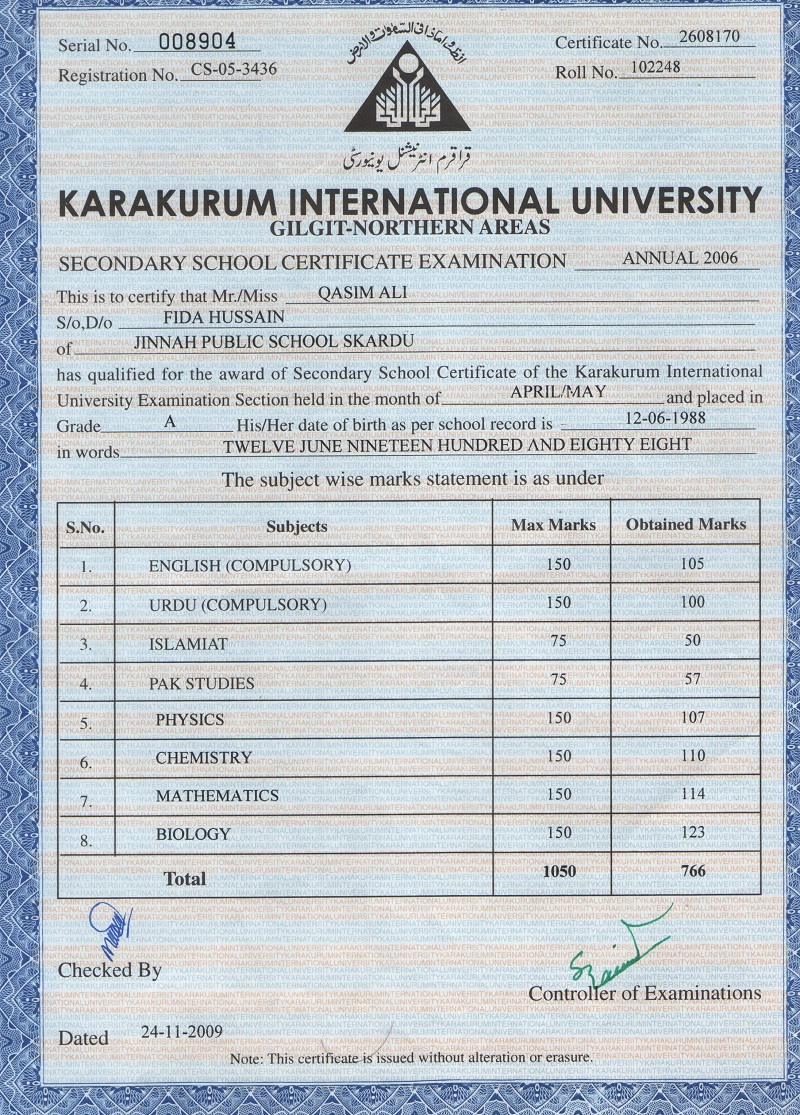 Serial No. 008904
Certificate No. 2608170
Registration No. CS-05-3436
Roll No. 102248
قراقرم انٹرنیشنل یونیورسٹی
KARAKURUM INTERNATIONAL UNIVERSITY
GILGIT-NORTHERN AREAS
SECONDARY SCHOOL CERTIFICATE EXAMINATION ANNUAL 2006
This is to certify that Mr./Miss QASIM ALI
S/o,D/o FIDA HUSSAIN
of JINNAH PUBLIC SCHOOL SKARDU
has qualified for the award of Secondary School Certificate of the Karakurum International
University Examination Section held in the month of APRIL/MAY and placed in
Grade A His/Her date of birth as per school record is 12-06-1988
in words TWELVE JUNE NINETEEN HUNDRED AND EIGHTY EIGHT
The subject wise marks statement is as under
S.No. Subjects Max Marks Obtained Marks
1. ENGLISH (COMPULSORY) 150 105
2. URDU (COMPULSORY) 150 100
3. ISLAMIAT 75 50
4. PAK STUDIES 75 57
5. PHYSICS 150 107
6. CHEMISTRY 150 110
7. MATHEMATICS 150 114
8. BIOLOGY 150 123
Total 1050 766
Checked By
Controller of Examinations
Dated 24-11-2009
Note: This certificate is issued without alteration or erasure.